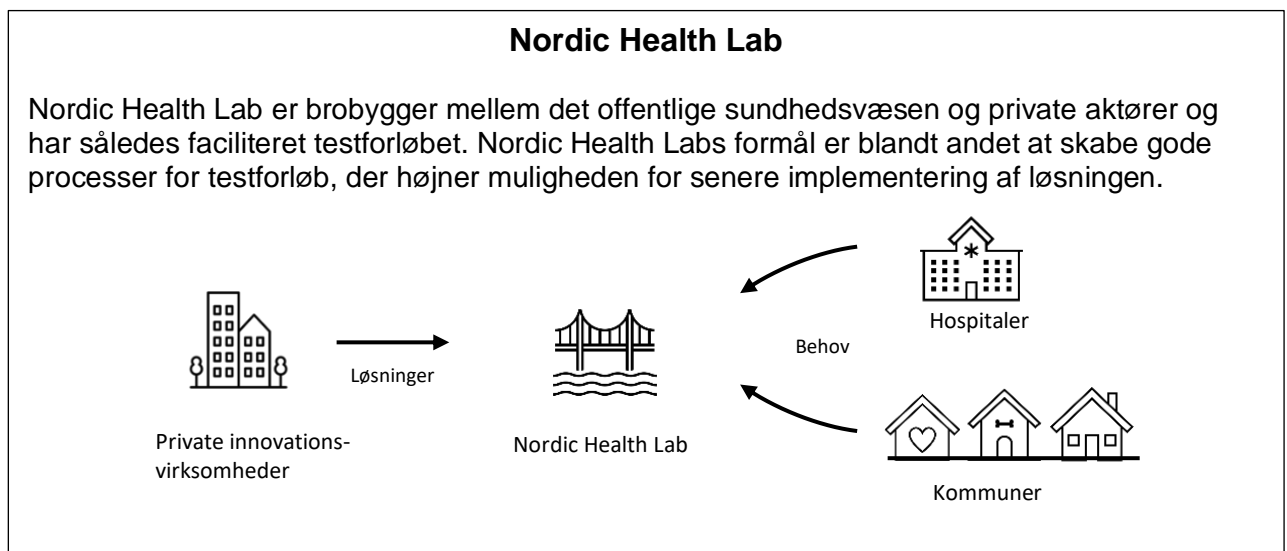 Nordic Health Lab
Nordic Health Lab er brobygger mellem det offentlige sundhedsvæsen og private aktører og
har således faciliteret testforløbet. Nordic Health Labs formål er blandt andet at skabe gode
processer for testforløb, der højner muligheden for senere implementering af løsningen.
Hospitaler
Behov
Løsninger
Private innovations-
virksomheder
Nordic Health Lab
Kommuner